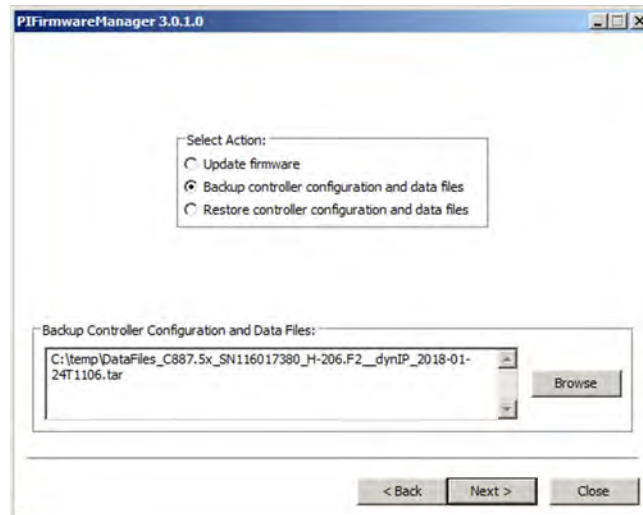 PIFirmwareManager 3.0.1.0
Select Action:
Update firmware
Backup controller configuration and data files
Restore controller configuration and data files
Backup Controller Configuration and Data Files:
C:\temp\DataFiles_C887.5x_SN116017380_H-206.F2__dynIP_2018-01-
24T1106.tar
Browse
< Back Next > Close